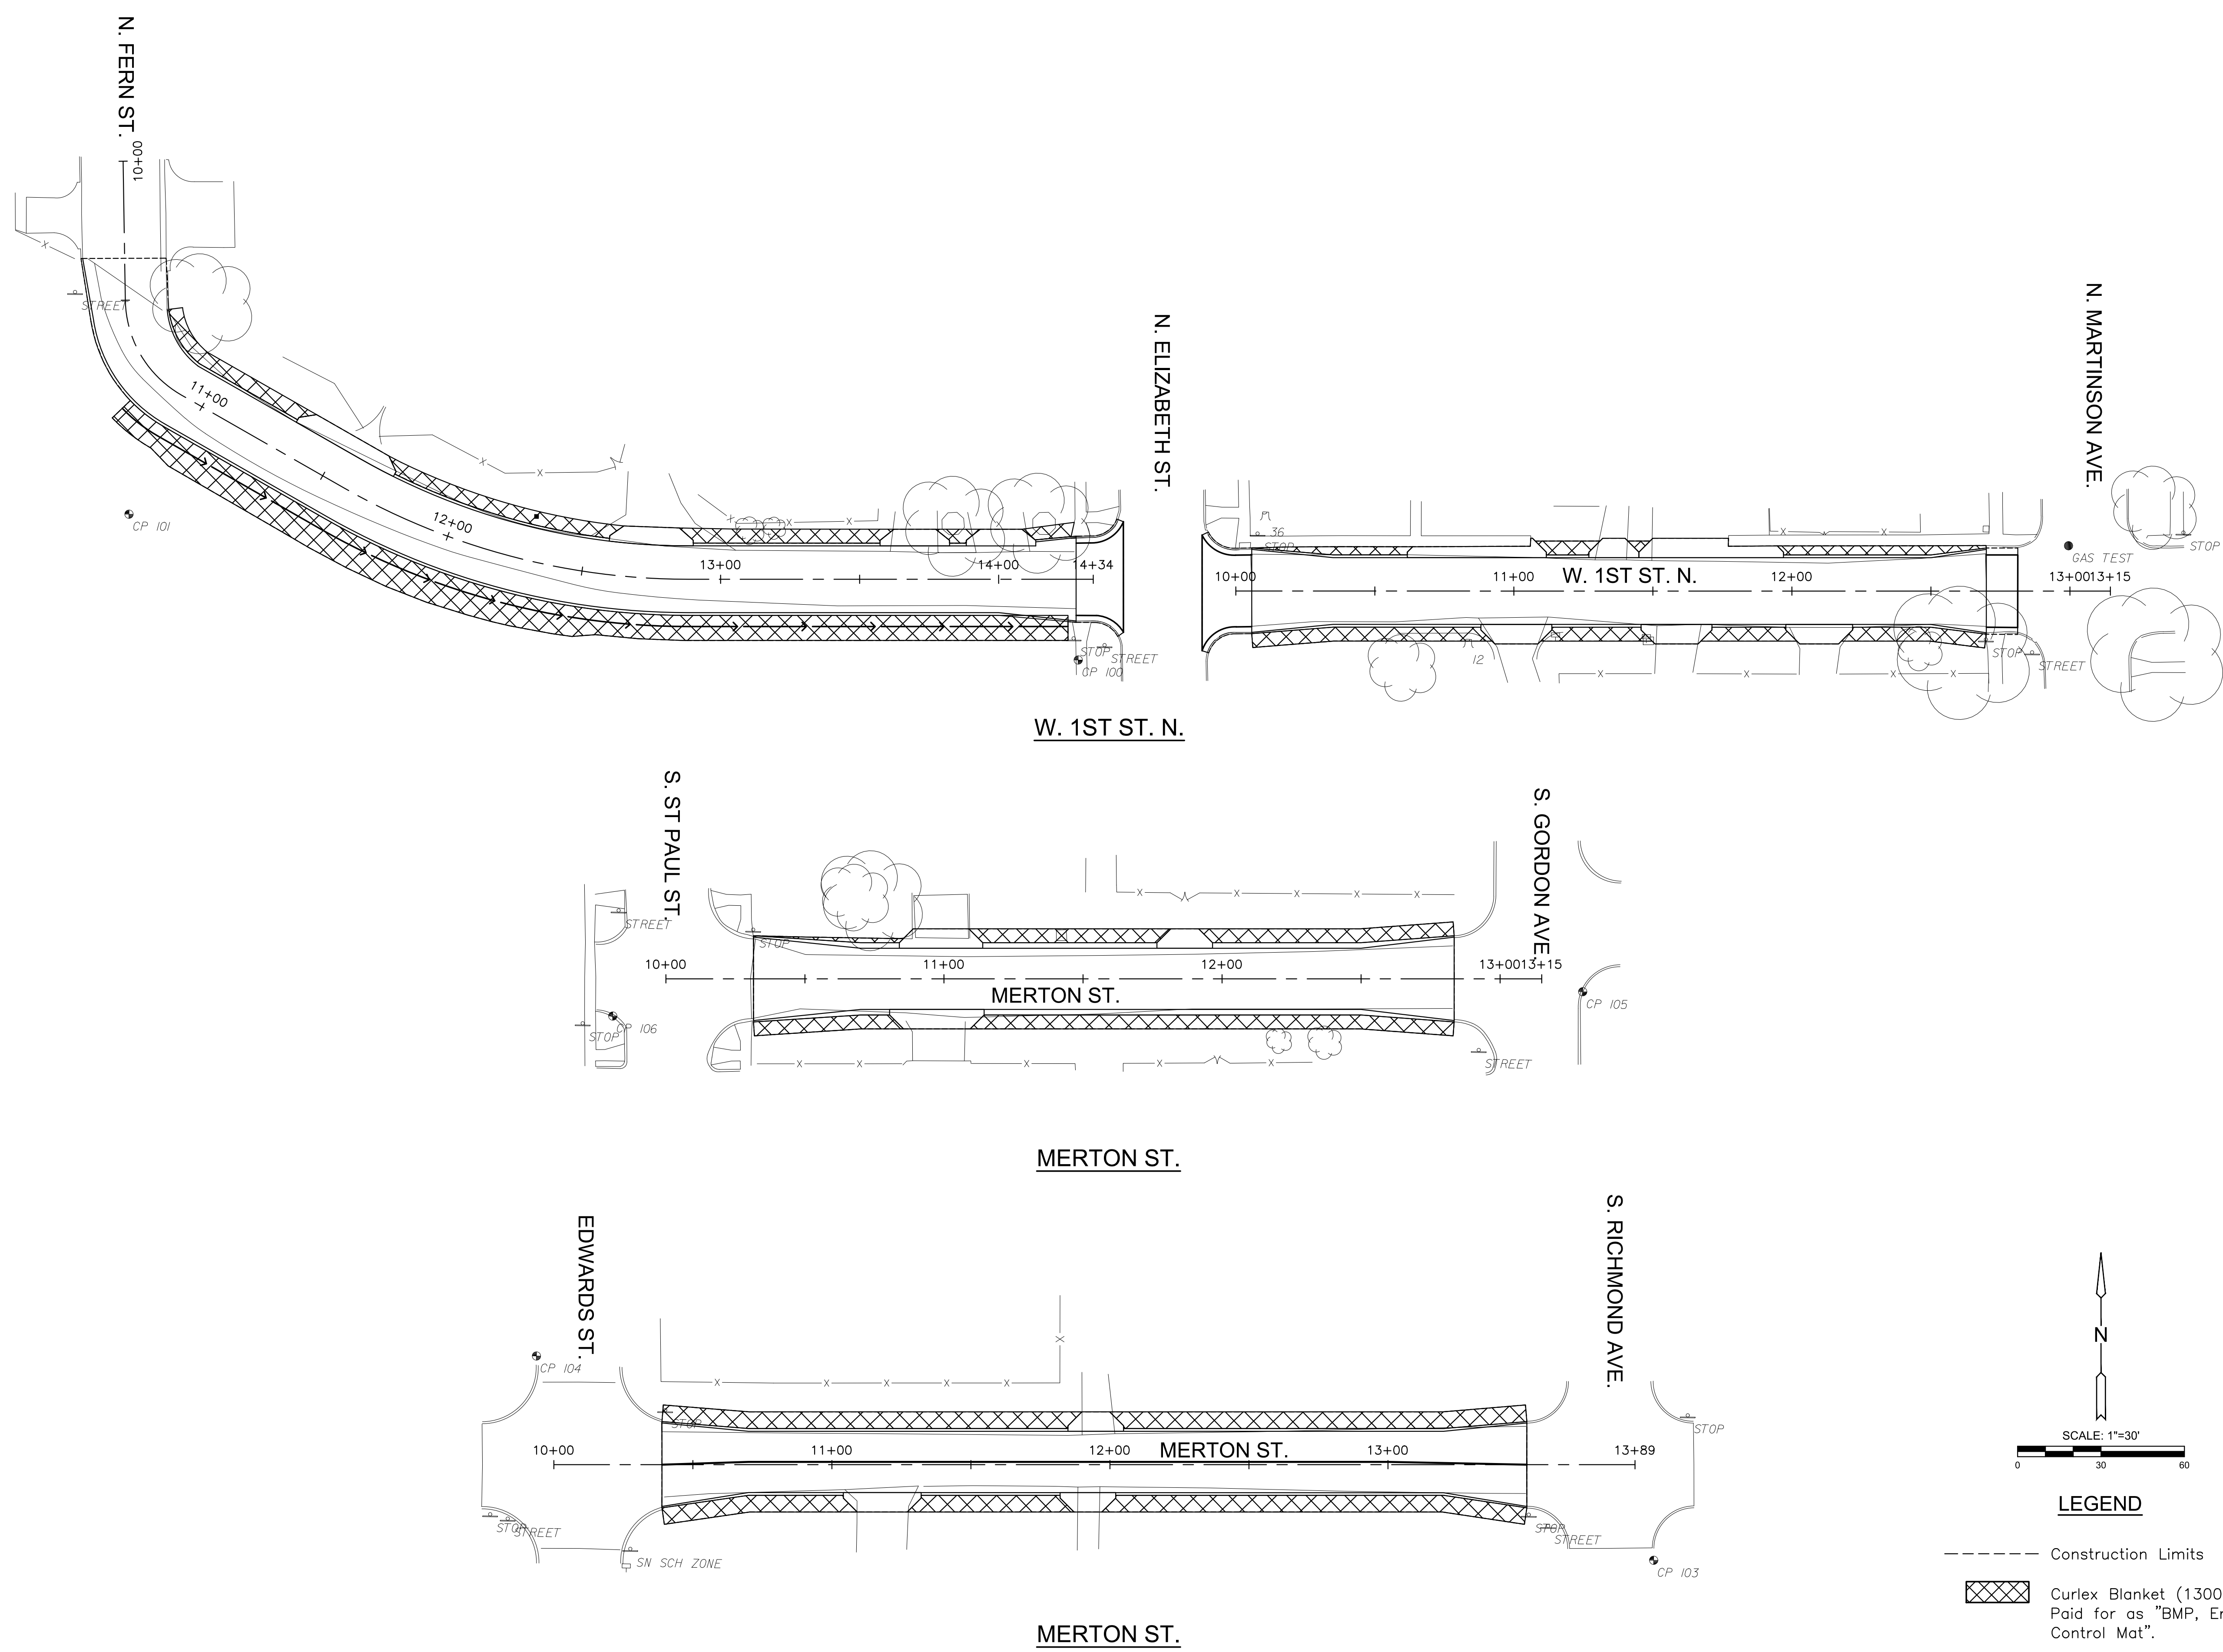 N. FERN ST.
10+00
STREET
11+00
CP 101
12+00
13+00
14+00
14+34
STOP
STREET
CP 100
N. ELIZABETH ST.
36
STOP
10+00
11+00
W. 1ST ST. N.
12+00
13+00
13+15
12
STOP
STREET
N. MARTINSON AVE.
GAS TEST
STOP
W. 1ST ST. N.
S. ST PAUL ST.
S. GORDON AVE.
STREET
STOP
10+00
11+00
12+00
13+00
13+15
MERTON ST.
CP 105
CP 106
STOP
STREET
MERTON ST.
EDWARDS ST.
S. RICHMOND AVE.
CP 104
STOP
STOP
10+00
11+00
12+00
MERTON ST.
13+00
13+89
STOP
STREET
STOP
STREET
SN SCH ZONE
CP 103
MERTON ST.
N
SCALE: 1"=30'
0 30 60
LEGEND
Construction Limits
Curlex Blanket (1300
Paid for as "BMP,
Control Mat".